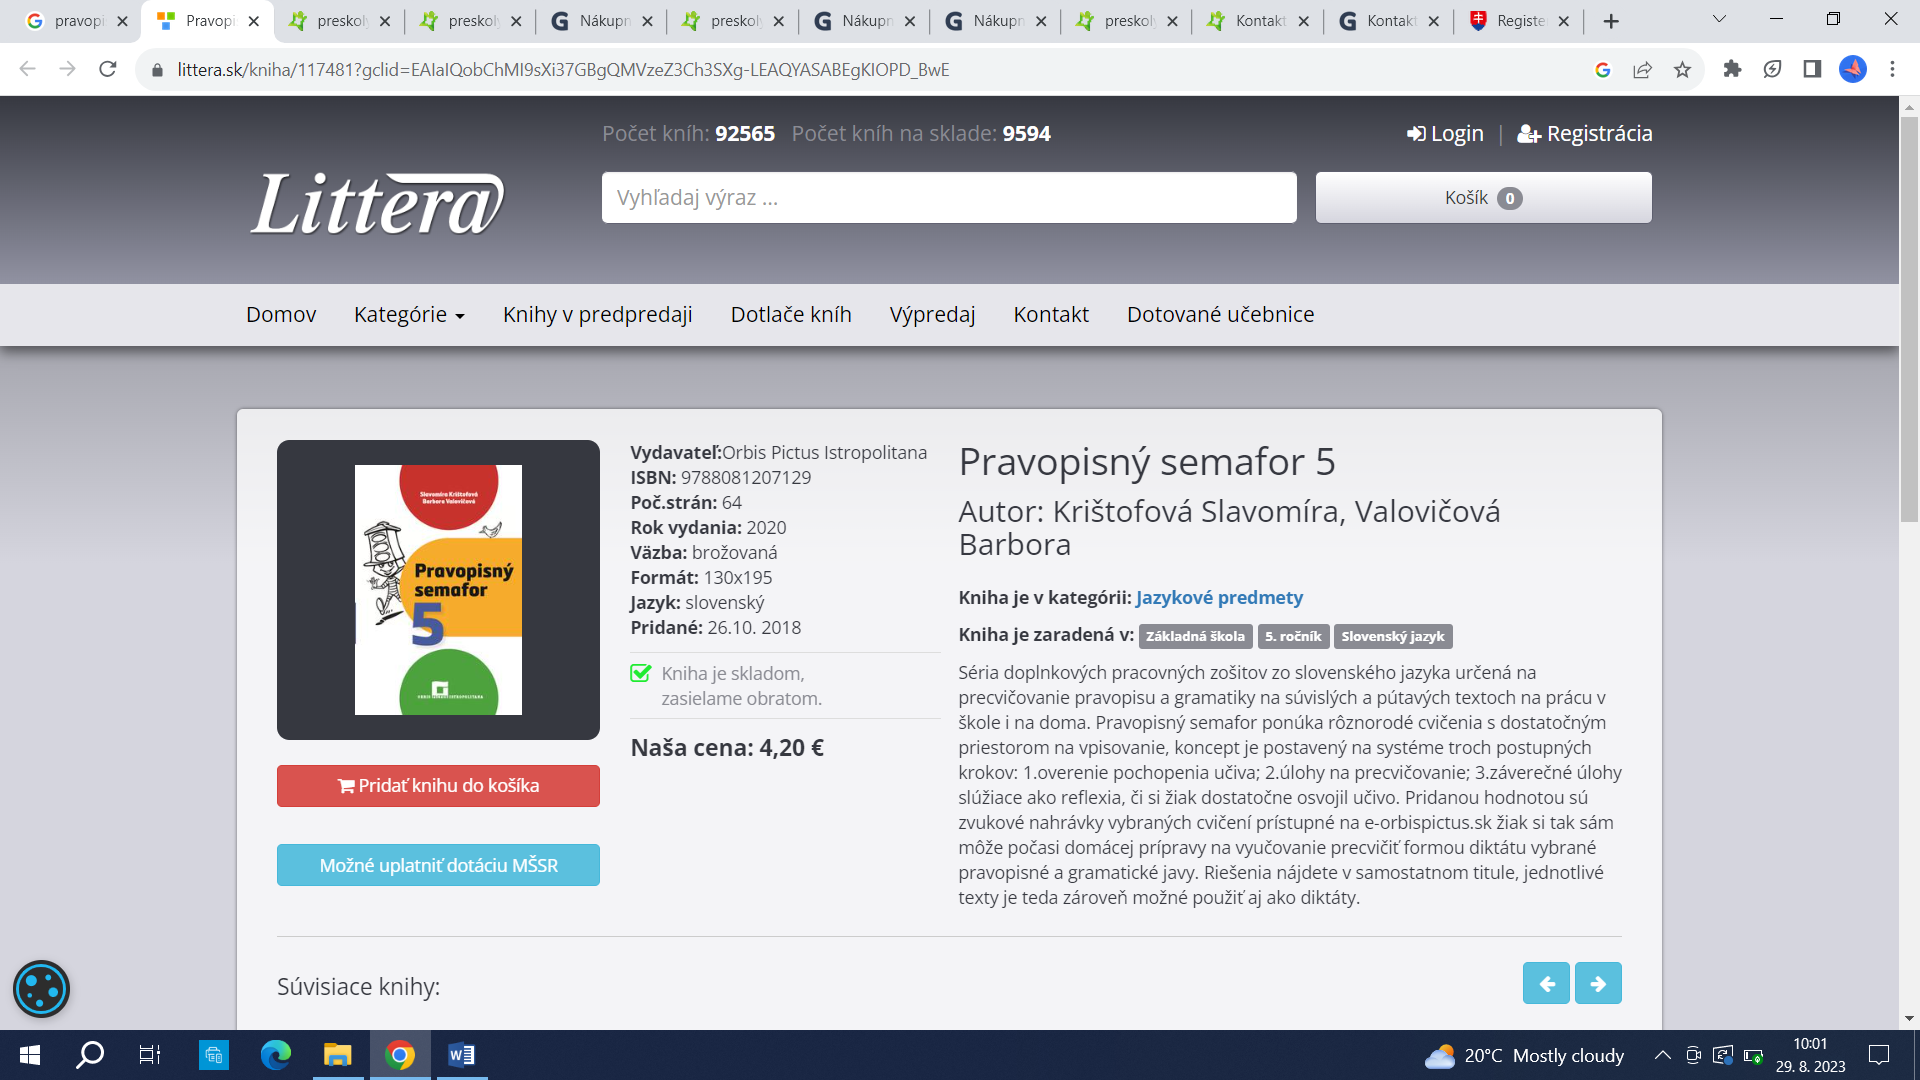 pravopi
Pravopi
preskoly
preskoly
Nákupn
preskoly
Nákupn
Nákupn
preskoly
Kontakt
Kontakt
Registe
littera.sk/kniha/117481?gclid=EAIaIQobChMI9sXi37GBgQMVzeZ3Ch3SXg-LEAQYASABEgKlOPD_BwE
Počet kníh: 92565 Počet kníh na sklade: 9594
Login | Registrácia
Littera
Vyhľadaj výraz ...
Košík 0
Domov Kategórie Knihy v predpredaji Dotlače kníh Výpredaj Kontakt Dotované učebnice
Slavomíra Krištofová
Barbora Valovičová
Pravopisný
semafor
5
ORBIS PICTUS ISTROPOLITANA
Pridať knihu do košíka
Možné uplatniť dotáciu MŠSR
Vydavateľ:Orbis Pictus Istropolitana
ISBN: 9788081207129
Poč.strán: 64
Rok vydania: 2020
Väzba: brožovaná
Formát: 130x195
Jazyk: slovenský
Pridané: 26.10. 2018
Kniha je skladom,
zasielame obratom.
Naša cena: 4,20 €
Pravopisný semafor 5
Autor: Krištofová Slavomíra, Valovičová
Barbora
Kniha je v kategórii: Jazykové predmety
Kniha je zaradená v: Základná škola 5. ročník Slovenský jazyk
Séria doplnkových pracovných zošitov zo slovenského jazyka určená na
precvičovanie pravopisu a gramatiky na súvislých a pútavých textoch na prácu v
škole i na doma. Pravopisný semafor ponúka rôznorodé cvičenia s dostatočným
priestorom na vpisovanie, koncept je postavený na systéme troch postupných
krokov: 1.overenie pochopenia učiva; 2.úlohy na precvičovanie; 3.záverečné úlohy
slúžiace ako reflexia, či si žiak dostatočne osvojil učivo. Pridanou hodnotou sú
zvukové nahrávky vybraných cvičení prístupné na e-orbispictus.sk žiak si tak sám
môže počasi domácej prípravy na vyučovanie precvičiť formou diktátu vybrané
pravopisné a gramatické javy. Riešenia nájdete v samostatnom titule, jednotlivé
texty je teda zároveň možné použiť aj ako diktáty.
Súvisiace knihy:
20°C Mostly cloudy
10:01
29. 8. 2023